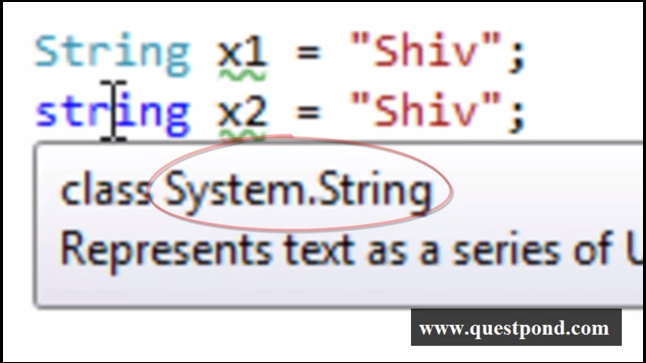 String x1 = "Shiv";
string x2 = "Shiv";
class System.String
Represents text as a series of
www.questpond.com